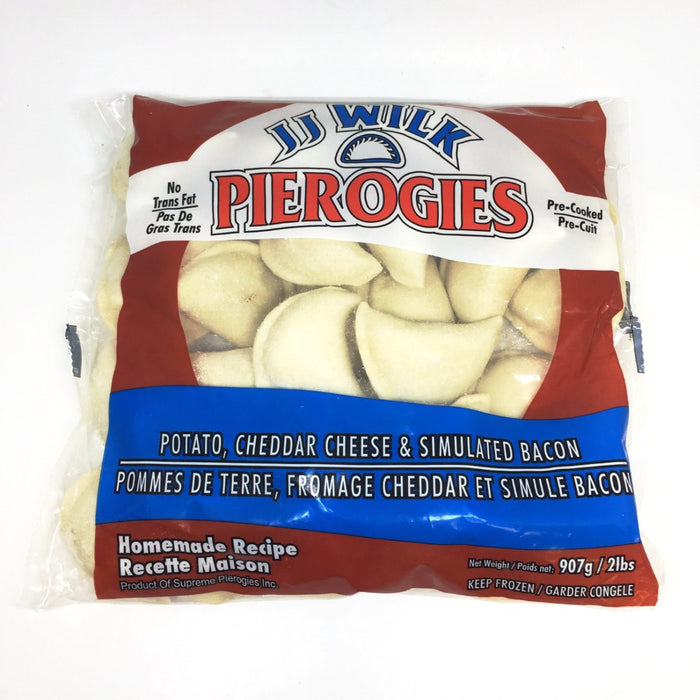 JJ WILK
PIEROGIES
No
Trans Fat
Pas De
Gras Trans
Pre-Cooked
Pre-Cuit
POTATO, CHEDDAR CHEESE & SIMULATED BACON
POMMES DE TERRE, FROMAGE CHEDDAR ET SIMULE BACON
Homemade Recipe
Recette Maison
Product Of Supreme Pierogies Inc.
Net Weight / Poids net: 907g / 2lbs
KEEP FROZEN / GARDER CONGELE